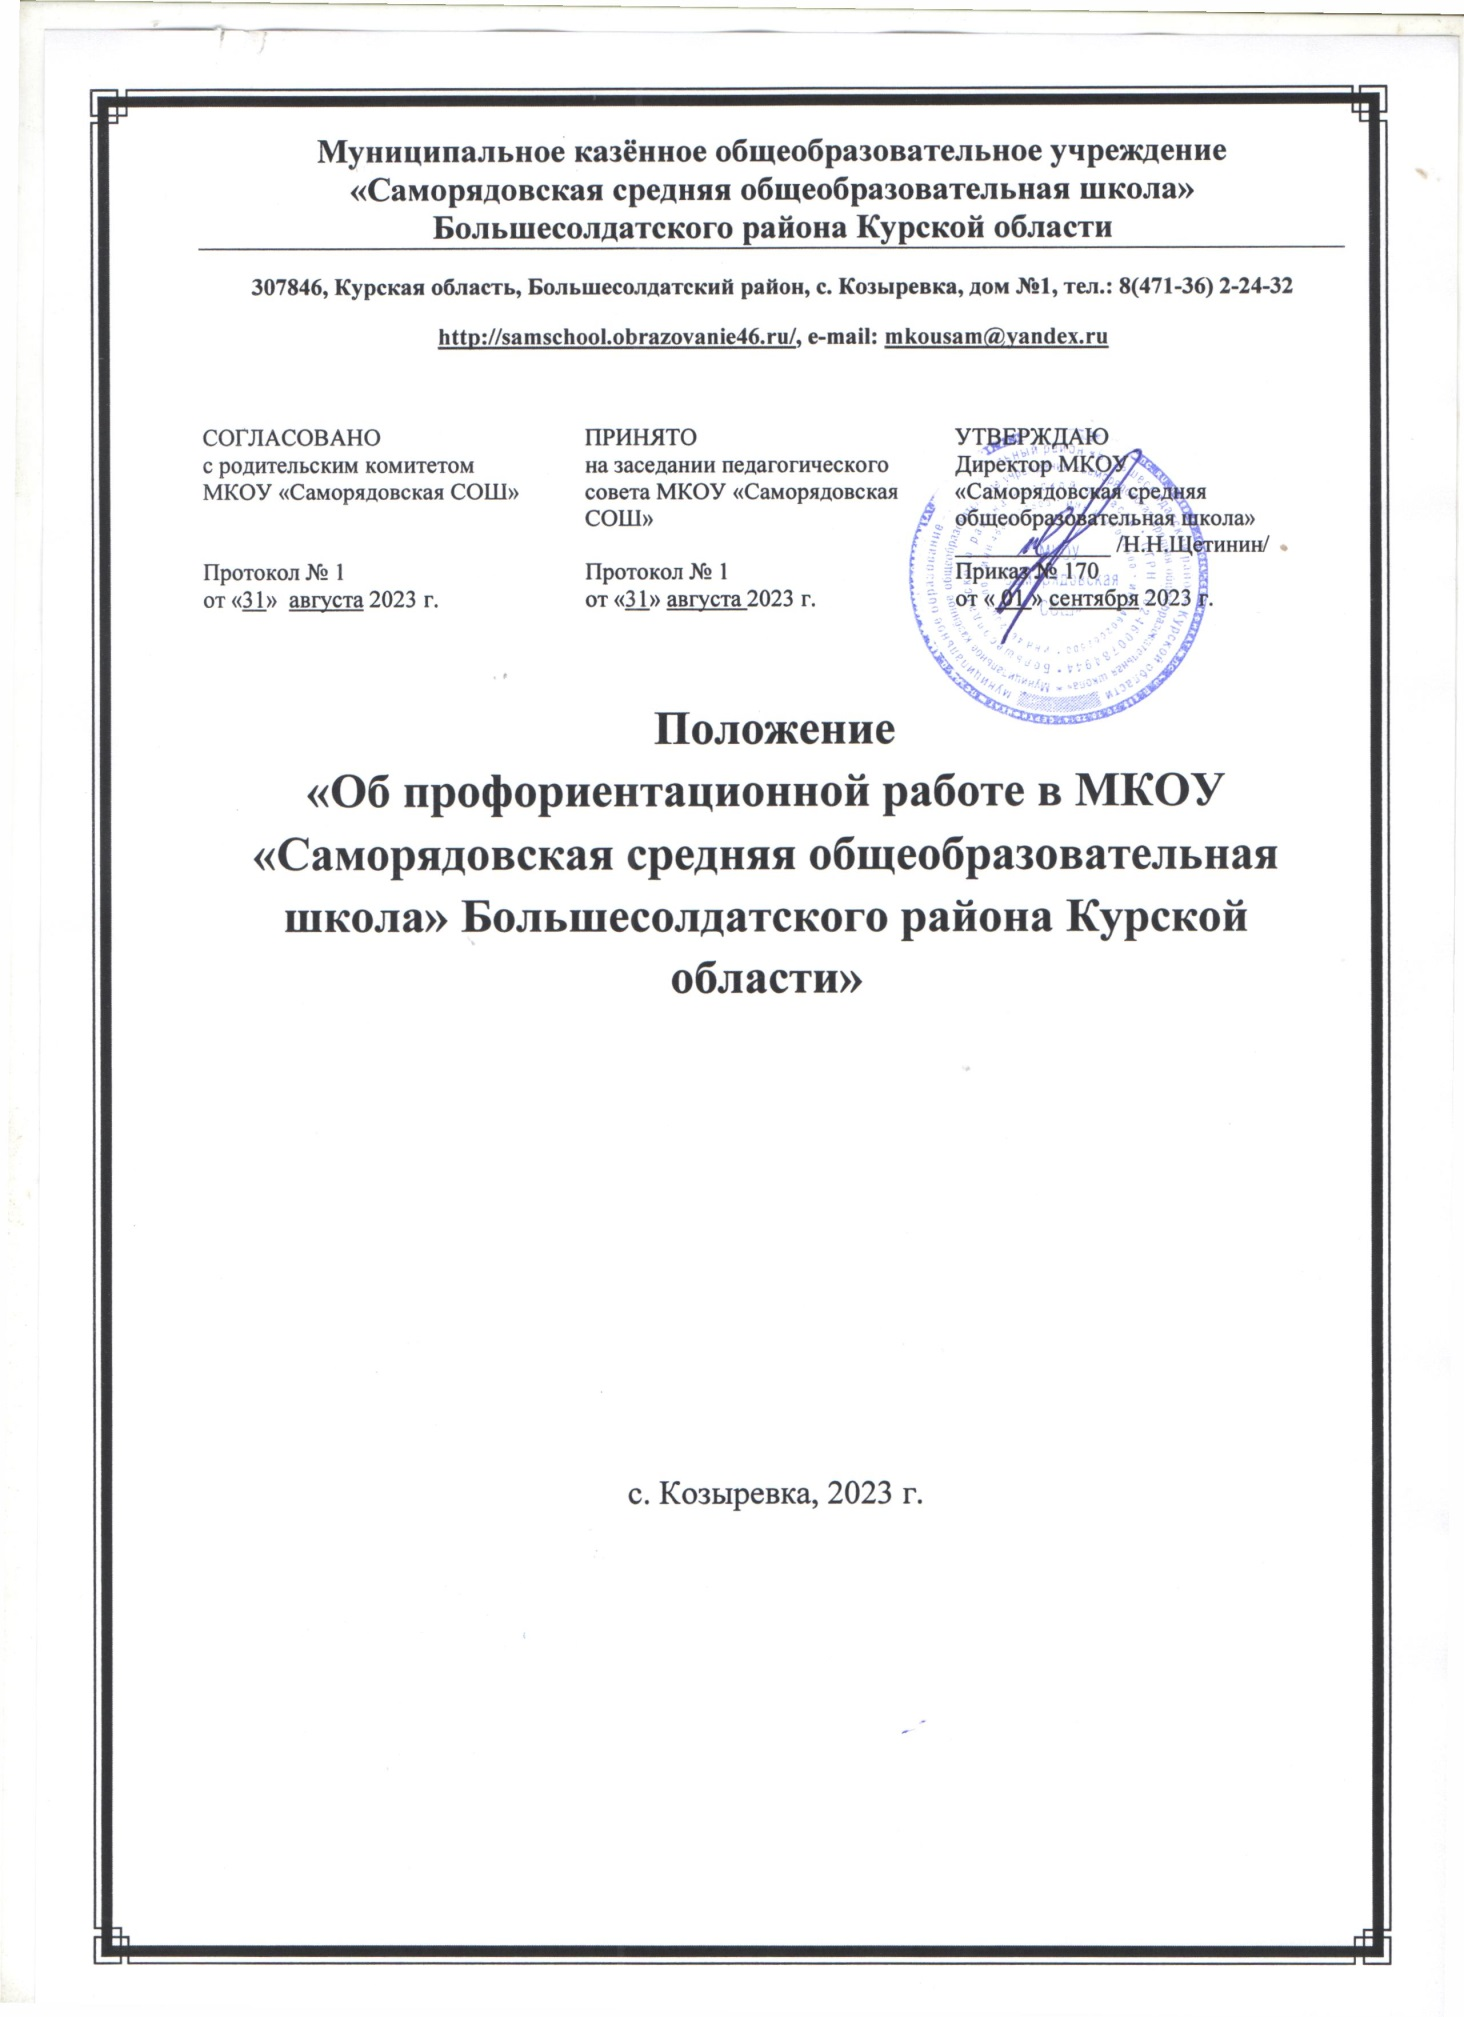 Муниципальное казённое общеобразовательное учреждение
«Саморядовская средняя общеобразовательная школа»
Большесолдатского района Курской области
307846, Курская область, Большесолдатский район, с. Козыревка, дом №1, тел.: 8(471-36) 2-24-32
http://samschool.obrazovanie46.ru/, e-mail: mkousam@yandex.ru
СОГЛАСОВАНО
с родительским комитетом
МКОУ «Саморядовская СОШ»
Протокол № 1
от «31» августа 2023 г.
ПРИНЯТО
на заседании педагогического
совета МКОУ «Саморядовская
СОШ»
Протокол № 1
от «31» августа 2023 г.
УТВЕРЖДАЮ
Директор МКОУ
«Саморядовская средняя
общеобразовательная школа»
_____________ /Н.Н.Щетинин/
Приказ № 170
от « 01 » сентября 2023 г.
Положение
«Об профориентационной работе в МКОУ
«Саморядовская средняя общеобразовательная
школа» Большесолдатского района Курской
области»
с. Козыревка, 2023 г.